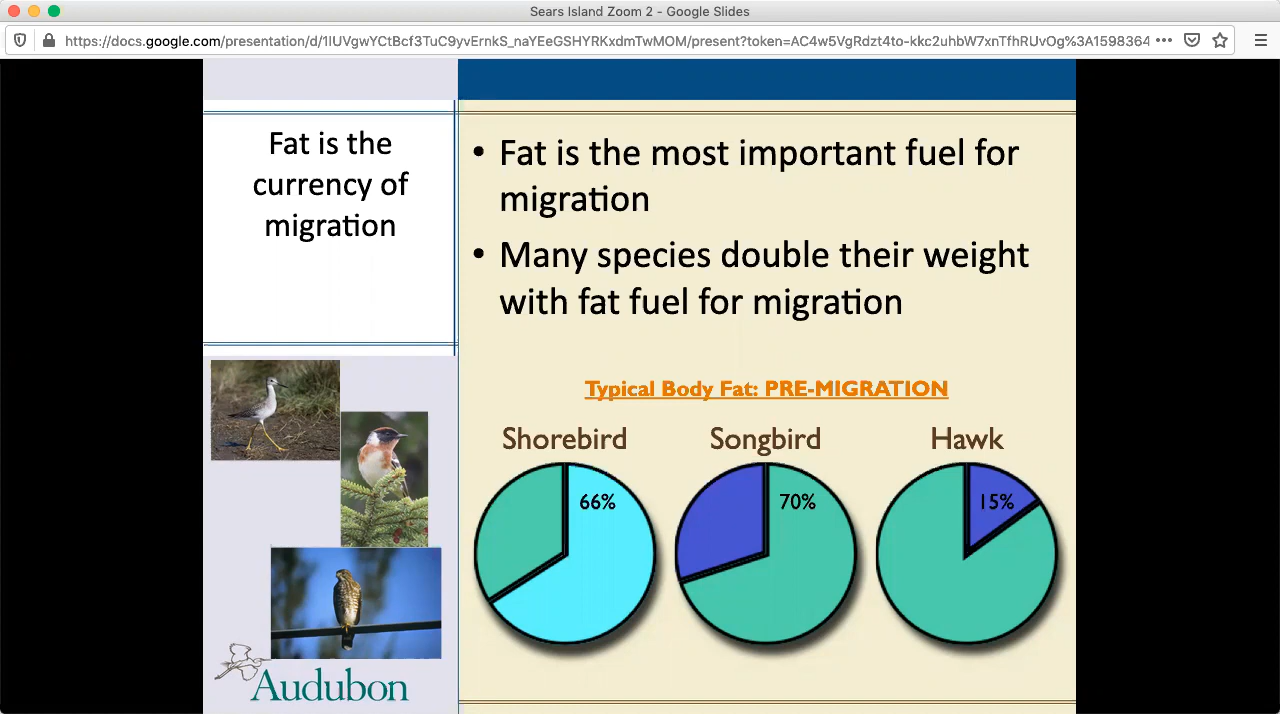 Sears Island Zoom 2 - Google Slides
https://docs.google.com/presentation/d/1IUVgwYCtBcf3TuC9yvErnkS_naYEeGSHYRKxdmTwMOM/present?token=AC4w5VgRdzt4to-kkc2uhbW7xnTfhRUvOg%3A1598364
Fat is the
currency of
migration
• Fat is the most important fuel for
migration
• Many species double their weight
with fat fuel for migration
Typical Body Fat: PRE-MIGRATION
Shorebird
Songbird
Hawk
66%
70%
15%
Audubon